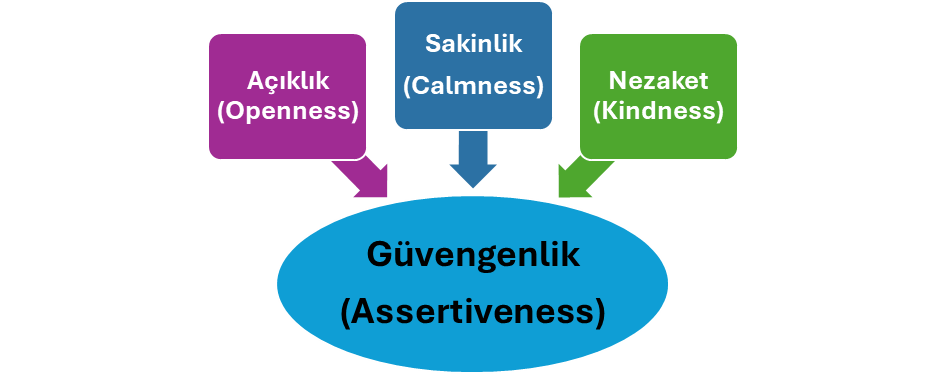 Açıklık
(Openness)
Sakinlik
(Calmness)
Nezaket
(Kindness)
Güvengenlik
(Assertiveness)